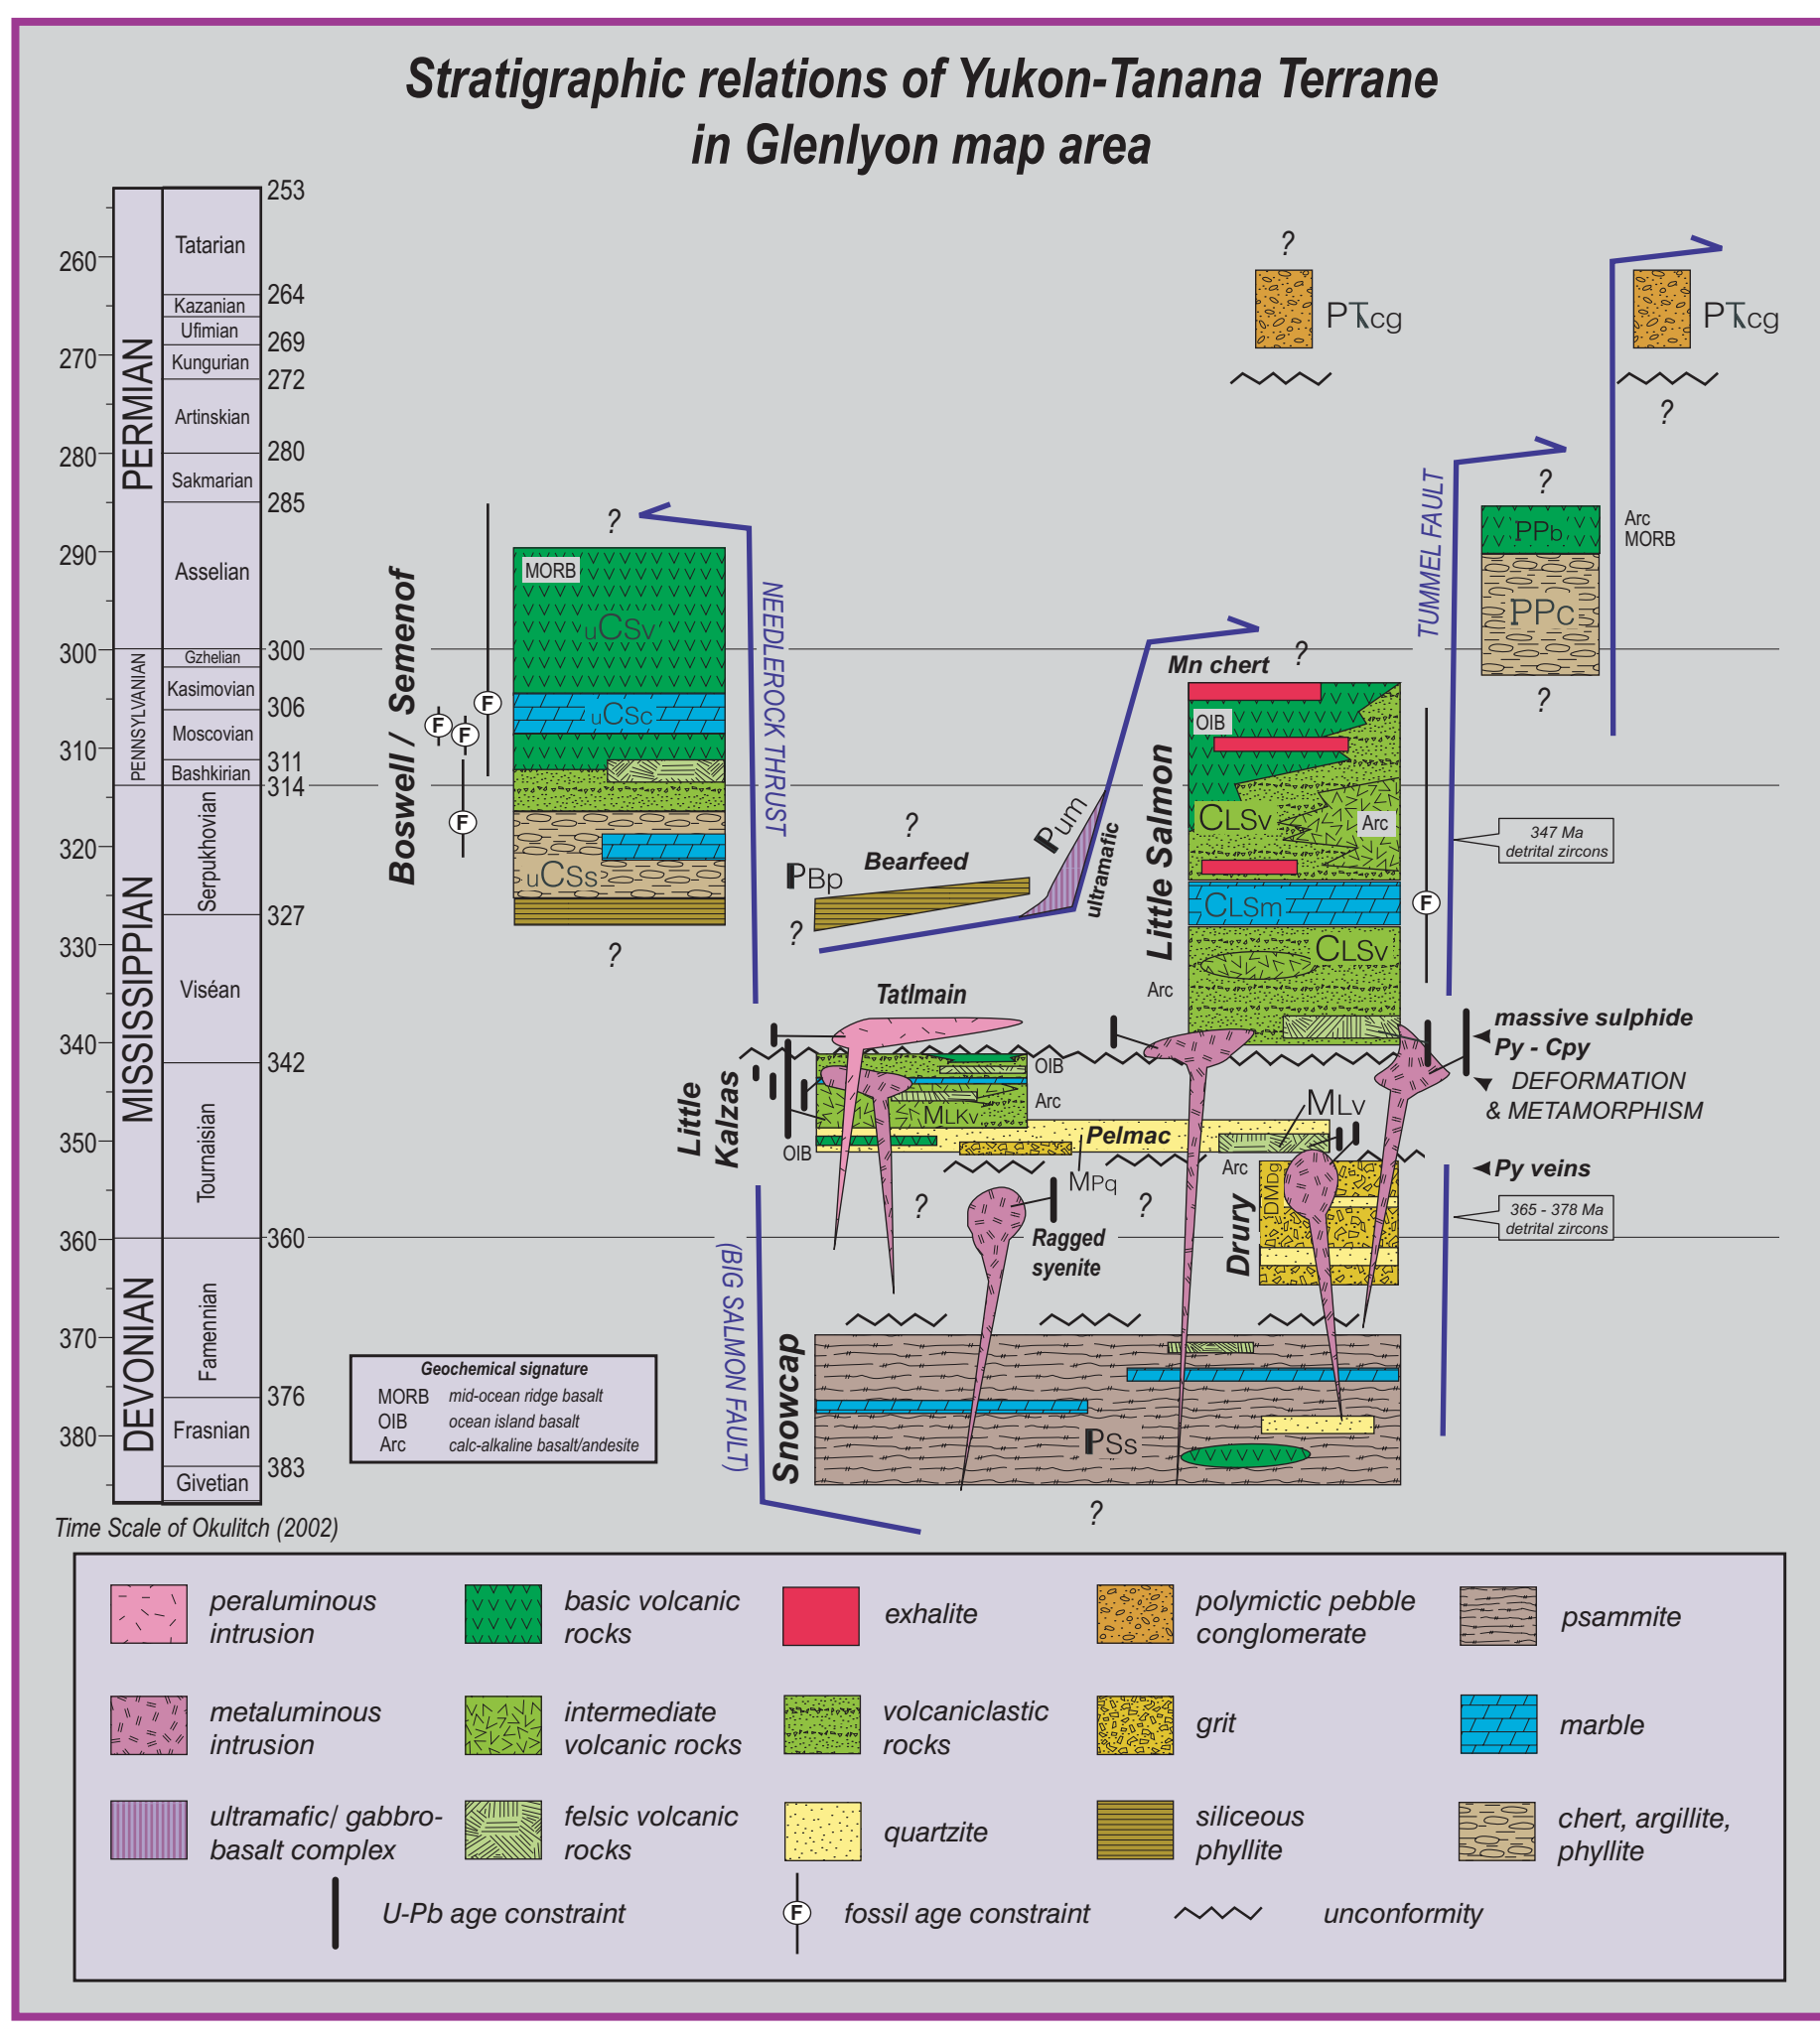 Stratigraphic relations of Yukon-Tanana Terrane
in Glenlyon map area
253
Tatarian
260
264
Kazanian
Ufimian
269
Kungurian
270
272
Artinskian
280
280
Sakmarian
285
290
Asselian
300
300
Gzhelian
Kasimovian
306
Moscovian
310
311
Bashkirian
314
Serpukhovian
320
327
330
Viséan
340
342
350
Tournaisian
360
360
Famennian
370
376
Frasnian
380
383
Givetian
PERMIAN
PENNSYLVANIAN
MISSISSIPPIAN
DEVONIAN
Time Scale of Okulitch (2002)
Boswell / Semenof
F
F
F
F
?
MORB
uCSv
uCSc
uCSs
?
NEEDLEROCK THRUST
?
Bearfeed
PBp
?
Pum
ultramafic
Mn chert
?
Little Salmon
OIB
CLSv
Arc
CLSm
CLSv
Arc
F
TUMMEL FAULT
?
PPb
PPc
?
Arc
MORB
?
PTcg
PTcg
?
347 Ma
detrital zircons
Tatlmain
Little
Kalzas
OIB
Arc
MLKv
OIB
Pelmac
MLv
MPq
Arc
massive sulphide
Py - Cpy
DEFORMATION
& METAMORPHISM
Py veins
365 - 378 Ma
detrital zircons
?
?
Ragged
syenite
Drury
DMDg
(BIG SALMON FAULT)
Snowcap
PSs
?
Geochemical signature
MORB mid-ocean ridge basalt
OIB ocean island basalt
Arc calc-alkaline basalt/andesite
peraluminous
intrusion
basic volcanic
rocks
exhalite
polymictic pebble
conglomerate
psammite
metaluminous
intrusion
intermediate
volcanic rocks
volcaniclastic
rocks
grit
marble
ultramafic/ gabbro-
basalt complex
felsic volcanic
rocks
quartzite
siliceous
phyllite
chert, argillite,
phyllite
U-Pb age constraint
F
fossil age constraint
unconformity